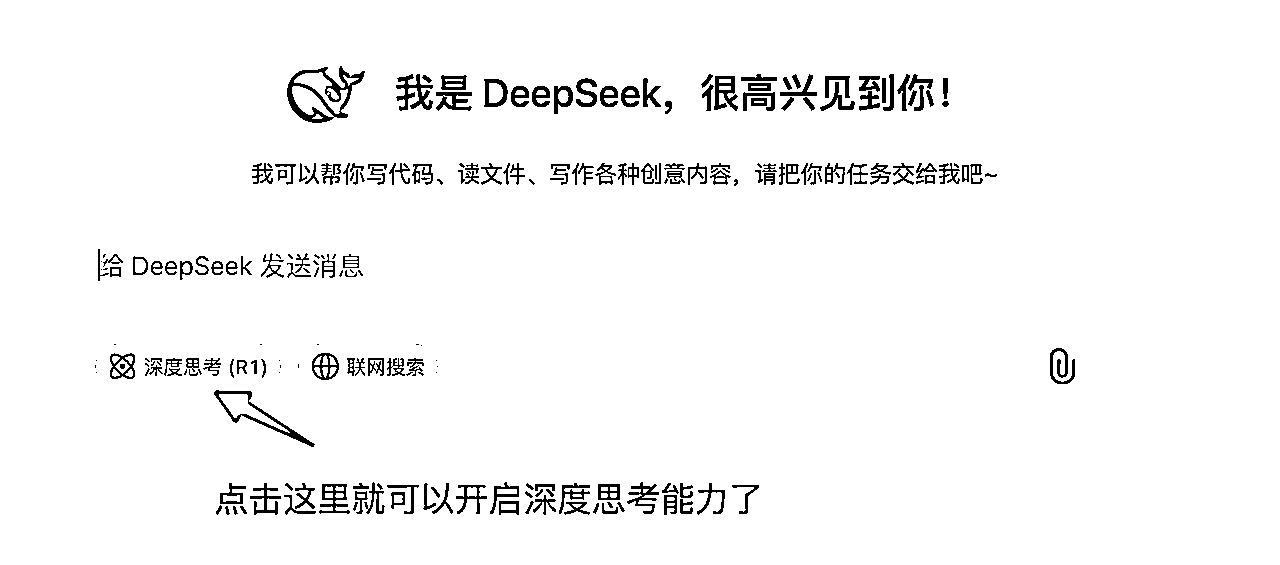 我是 DeepSeek，很高兴见到你！
我可以帮你写代码、读文件、写作各种创意内容，请把你的任务交给我吧~
给 DeepSeek 发送消息
深度思考 (R1) 联网搜索
点击这里就可以开启深度思考能力了